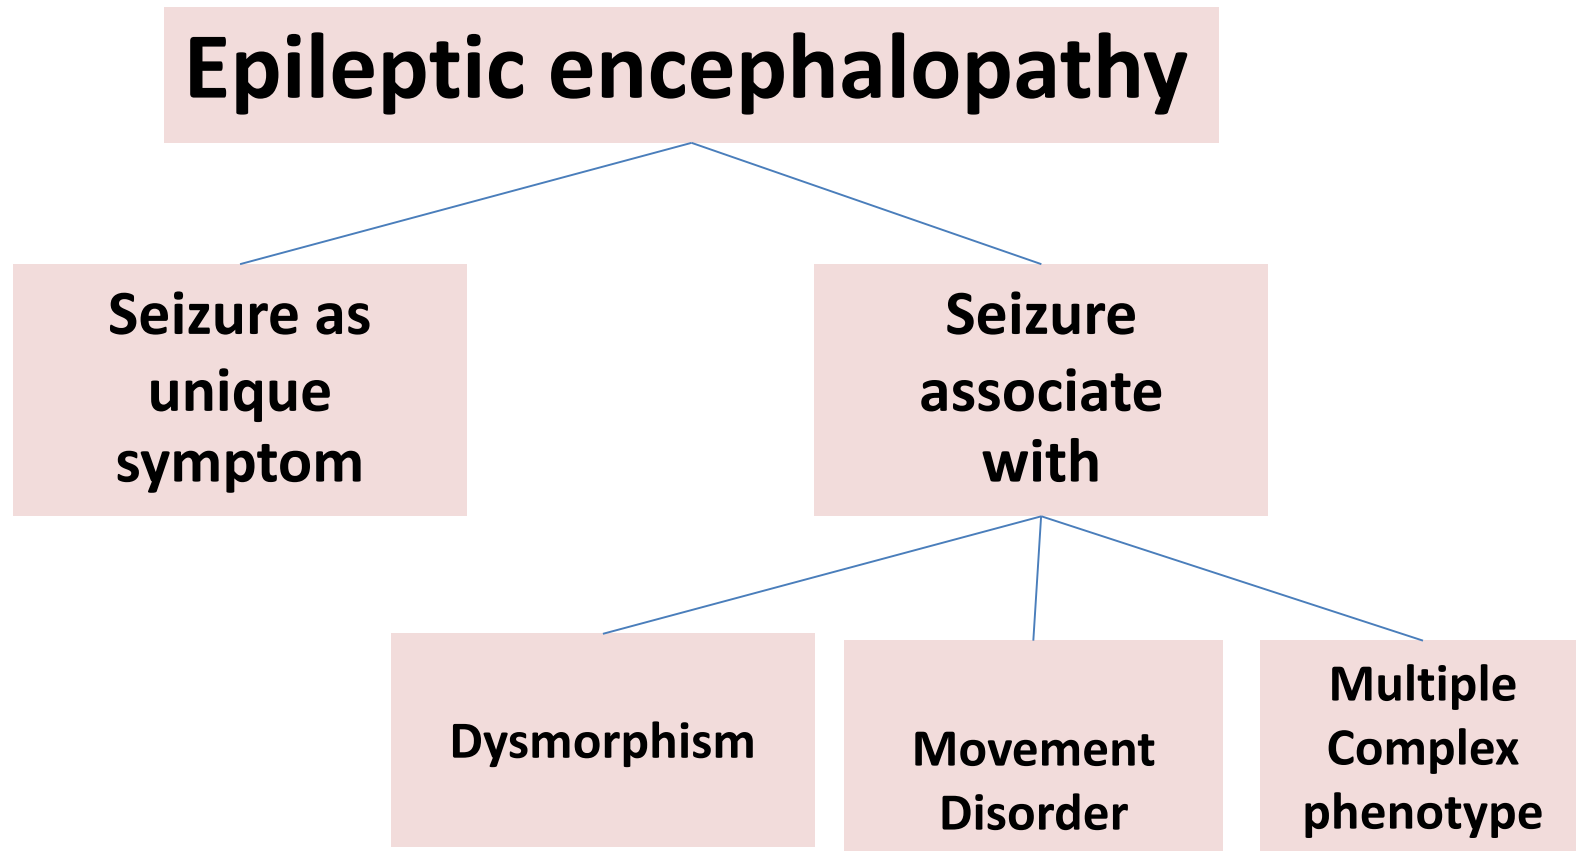 Epileptic encephalopathy
Seizure as
unique
symptom
Seizure
associate
with
Dysmorphism
Movement
Disorder
Multiple
Complex
phenotype